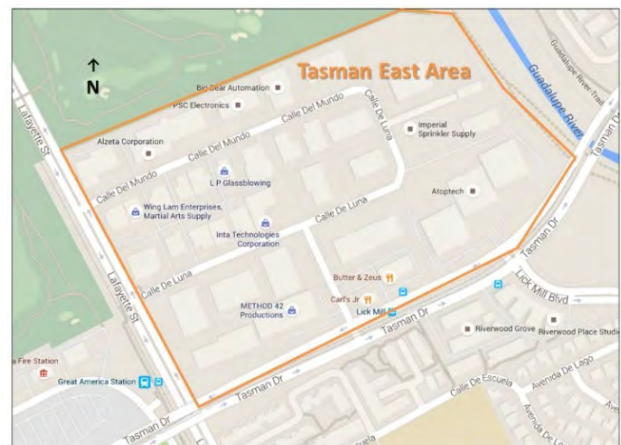 Tasman East Area
↑
N
Big Gear Automation
PSC Electronics
Calle Del Mundo
Calle De Luna
Guadalupe River
Guadalupe River Trail
Tasman Dr
Lafayette St
Alzeta Corporation
Calle Del Mundo
Imperial
Sprinkler Supply
L P Glassblowing
Atoptech
Wing Lam Enterprises,
Martial Arts Supply
Calle De Luna
Inta Technologies
Corporation
Tasman Dr
Calle De Luna
Butter & Zeus
Lick Mill Blvd
Lafayette St
METHOD 42
Productions
Carl's Jr
Lick Mill
Tasman Dr
Riverwood Grove
Riverwood Place Studio
a Fire Station
Great America Station
Calle De Escuela
Avenida De Lago
Tasman Dr
Avenida De